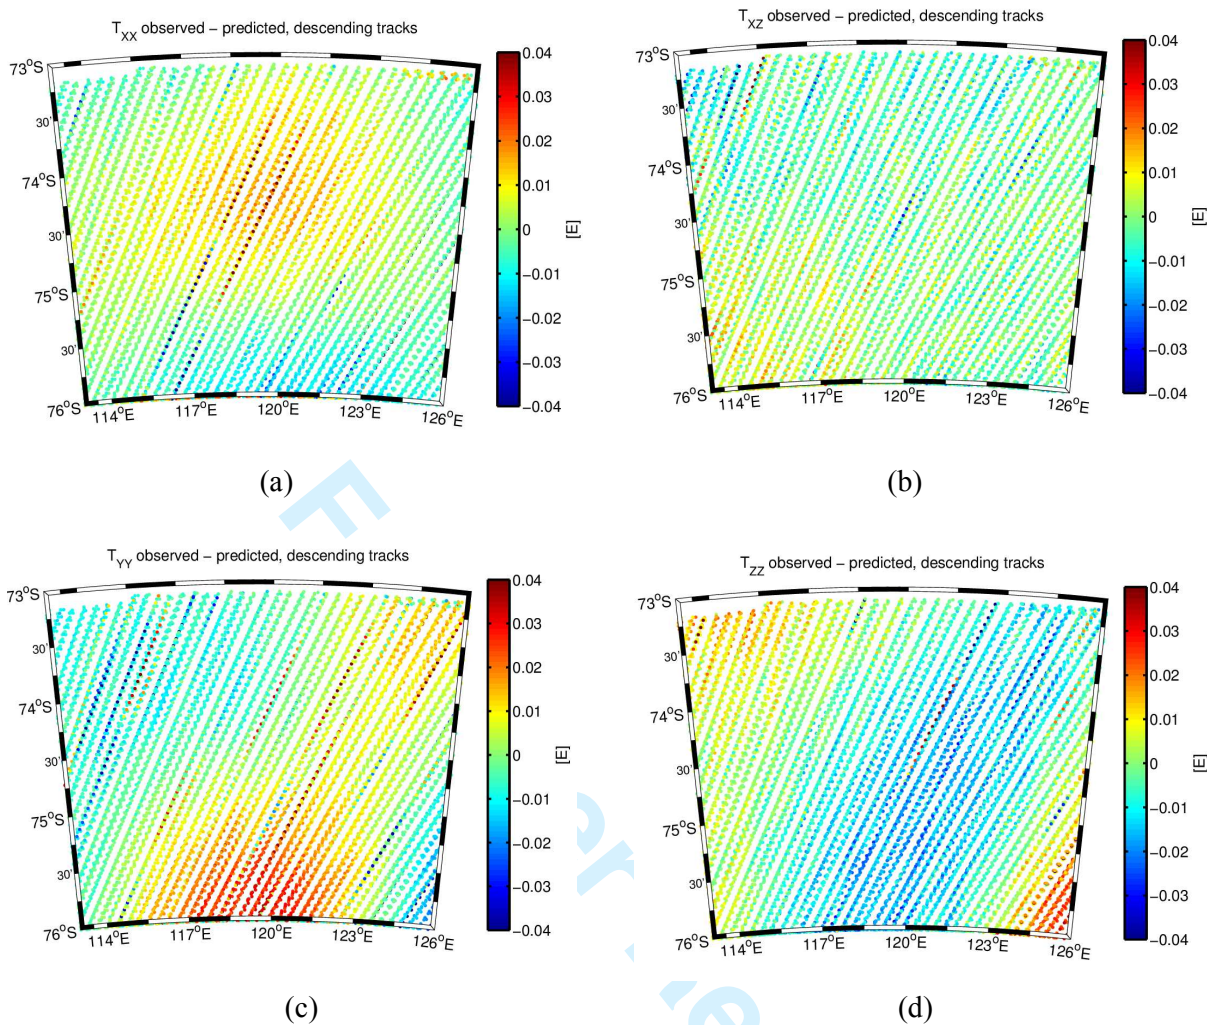 T_XX observed – predicted, descending tracks
73°S
30'
74°S
30'
75°S
30'
76°S
114°E
117°E
120°E
123°E
126°E
0.04
0.03
0.02
0.01
0
−0.01
−0.02
−0.03
−0.04
[E]
(a)
T_XZ observed – predicted, descending tracks
73°S
30'
74°S
30'
75°S
30'
76°S
114°E
117°E
120°E
123°E
126°E
0.04
0.03
0.02
0.01
0
−0.01
−0.02
−0.03
−0.04
[E]
(b)
T_YY observed – predicted, descending tracks
73°S
30'
74°S
30'
75°S
30'
76°S
114°E
117°E
120°E
123°E
126°E
0.04
0.03
0.02
0.01
0
−0.01
−0.02
−0.03
−0.04
[E]
(c)
T_ZZ observed – predicted, descending tracks
73°S
30'
74°S
30'
75°S
30'
76°S
114°E
117°E
120°E
123°E
126°E
0.04
0.03
0.02
0.01
0
−0.01
−0.02
−0.03
−0.04
[E]
(d)